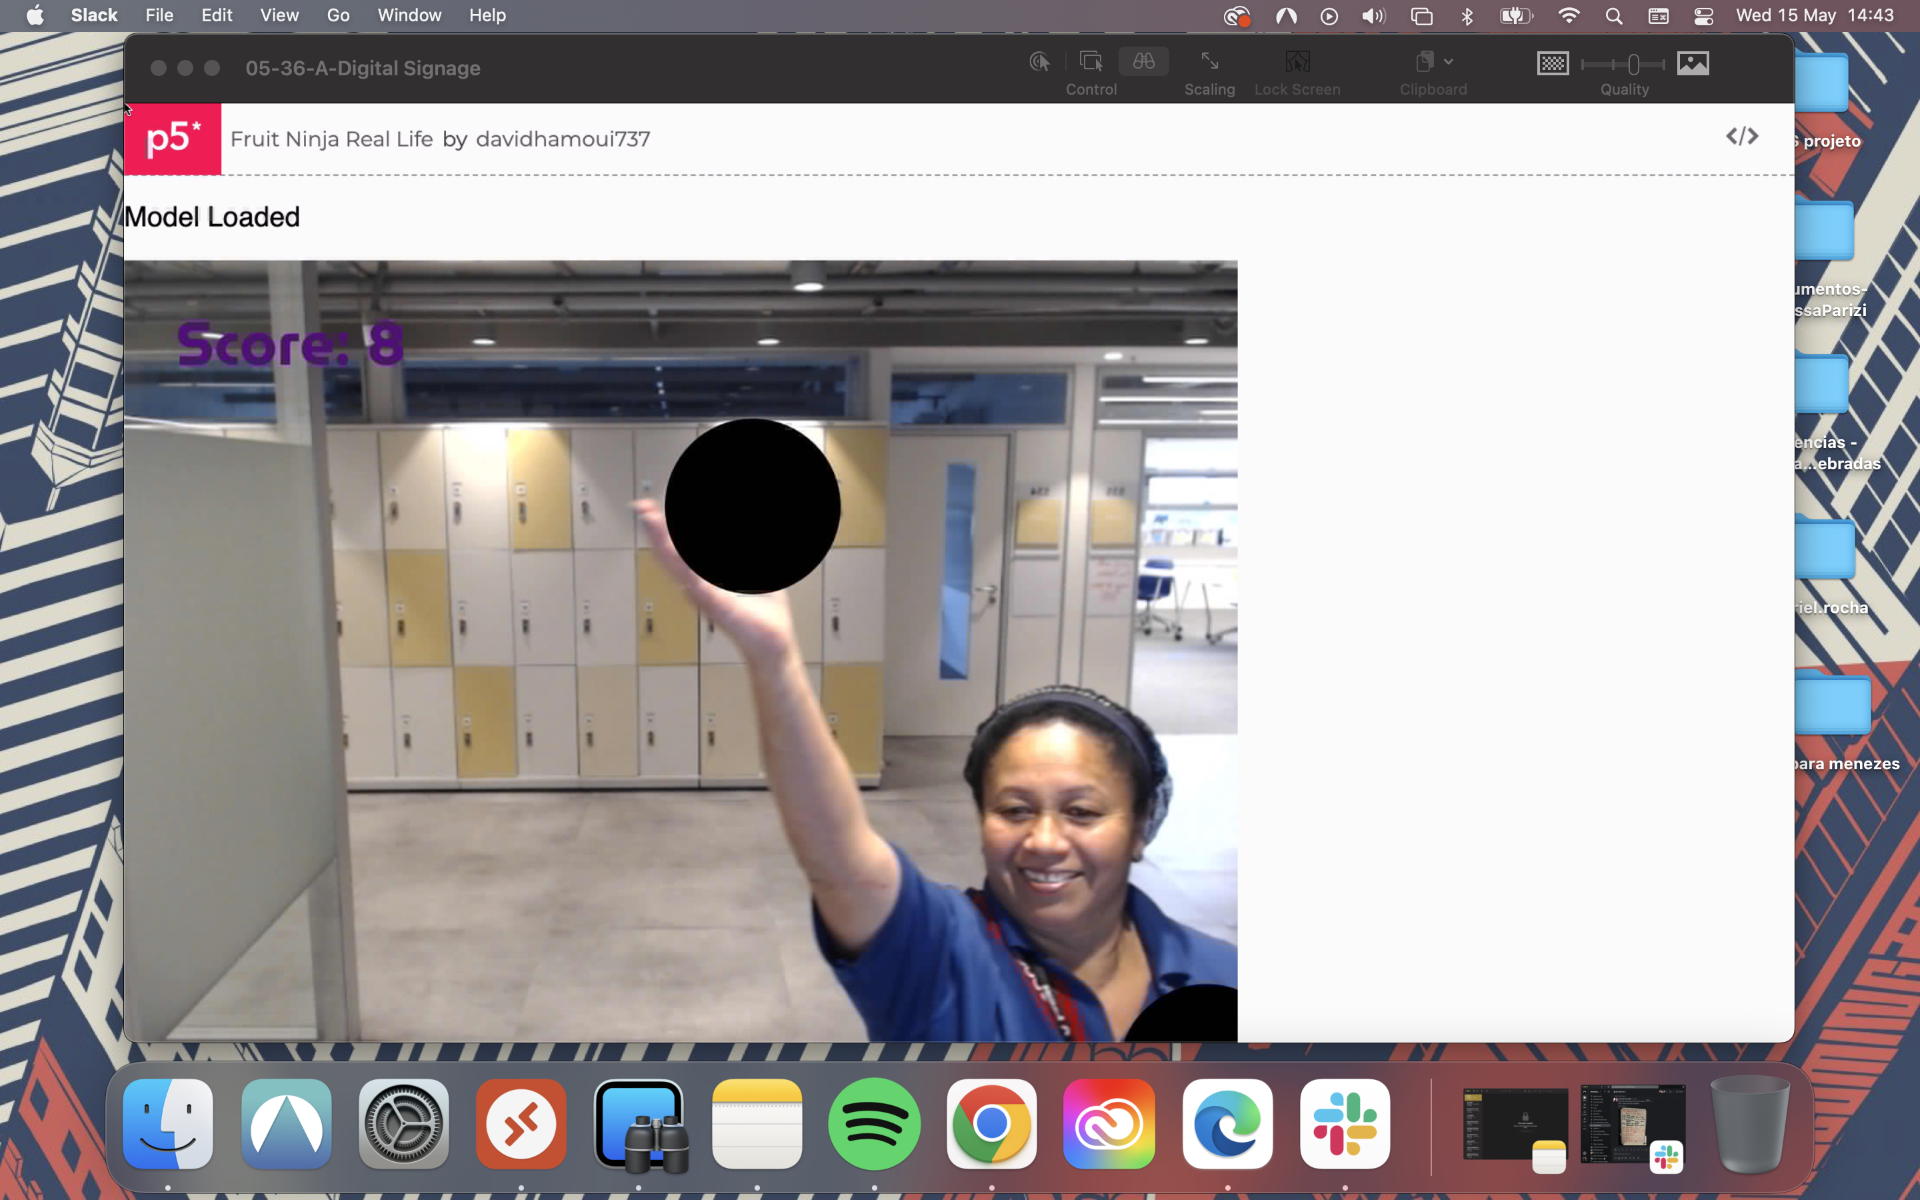 Slack File Edit View Go Window Help Wed 15 May 14:43
05-36-A-Digital Signage
Control Scaling Lock Screen Clipboard Quality
p5* Fruit Ninja Real Life by davidhamoui737 </>
Model Loaded
Score: 8
projeto
umentos-
ssaParizi
encias -
a...ebradas
riel.rocha
para menezes